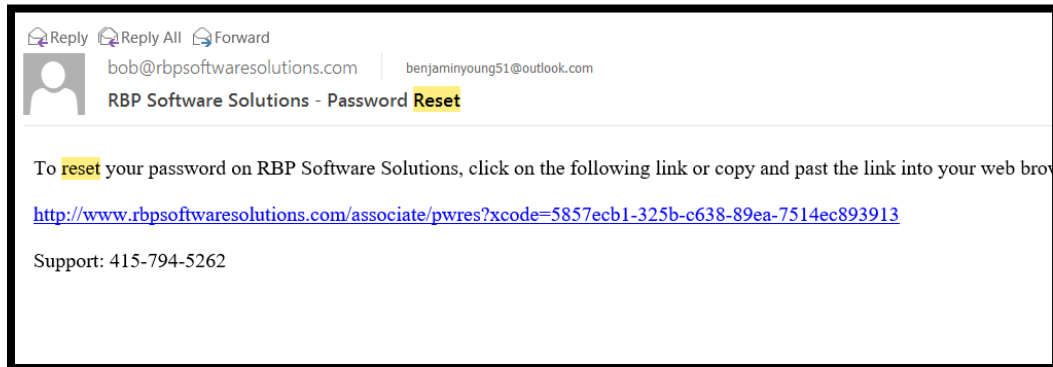 Reply Reply All Forward
bob@rbpsoftwaresolutions.com benjaminyoung51@outlook.com
RBP Software Solutions - Password Reset
To reset your password on RBP Software Solutions, click on the following link or copy and past the link into your web brov
http://www.rbpsoftwaresolutions.com/associate/pwres?xcode=5857ecb1-325b-c638-89ea-7514ec893913
Support: 415-794-5262